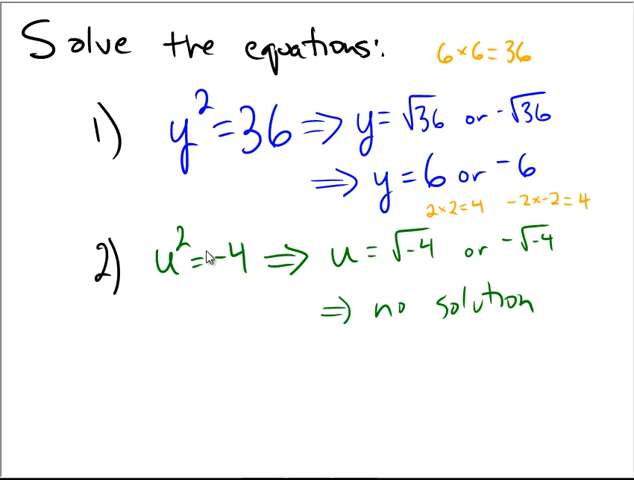 Solve the equations:
6×6=36
1) y²=36 ⇒ y=√36 or -√36
⇒ y=6 or -6
2×2=4 -2×-2=4
2) u²=-4 ⇒ u=√-4 or -√-4
⇒ no solution